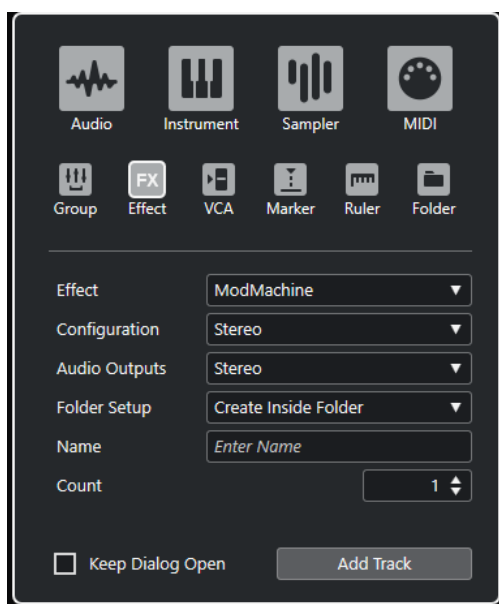 Audio Instrument Sampler MIDI
FX
Group Effect VCA Marker Ruler Folder
Effect ModMachine
Configuration Stereo
Audio Outputs Stereo
Folder Setup Create Inside Folder
Name Enter Name
Count 1
Keep Dialog Open Add Track